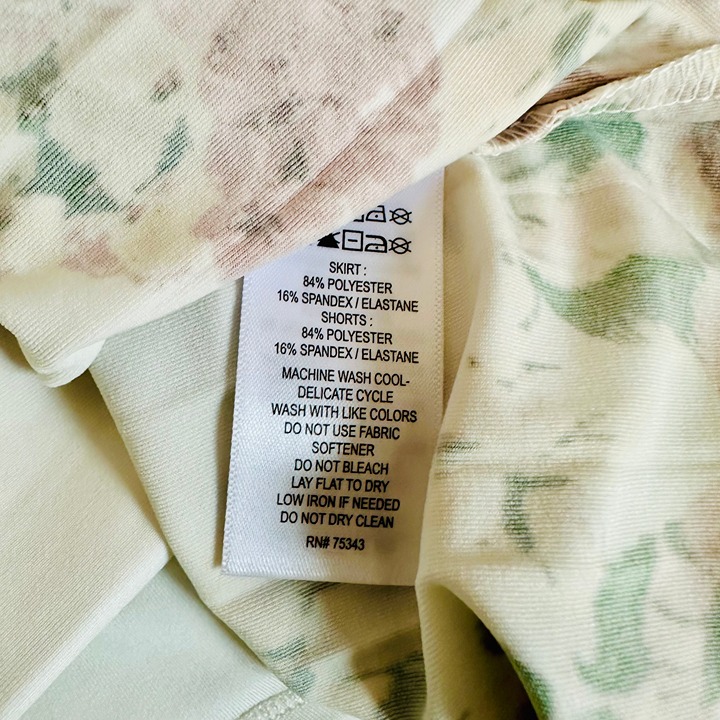 SKIRT :
84% POLYESTER
16% SPANDEX / ELASTANE
SHORTS :
84% POLYESTER
16% SPANDEX / ELASTANE
MACHINE WASH COOL-
DELICATE CYCLE
WASH WITH LIKE COLORS
DO NOT USE FABRIC
SOFTENER
DO NOT BLEACH
LAY FLAT TO DRY
LOW IRON IF NEEDED
DO NOT DRY CLEAN
RN# 75343